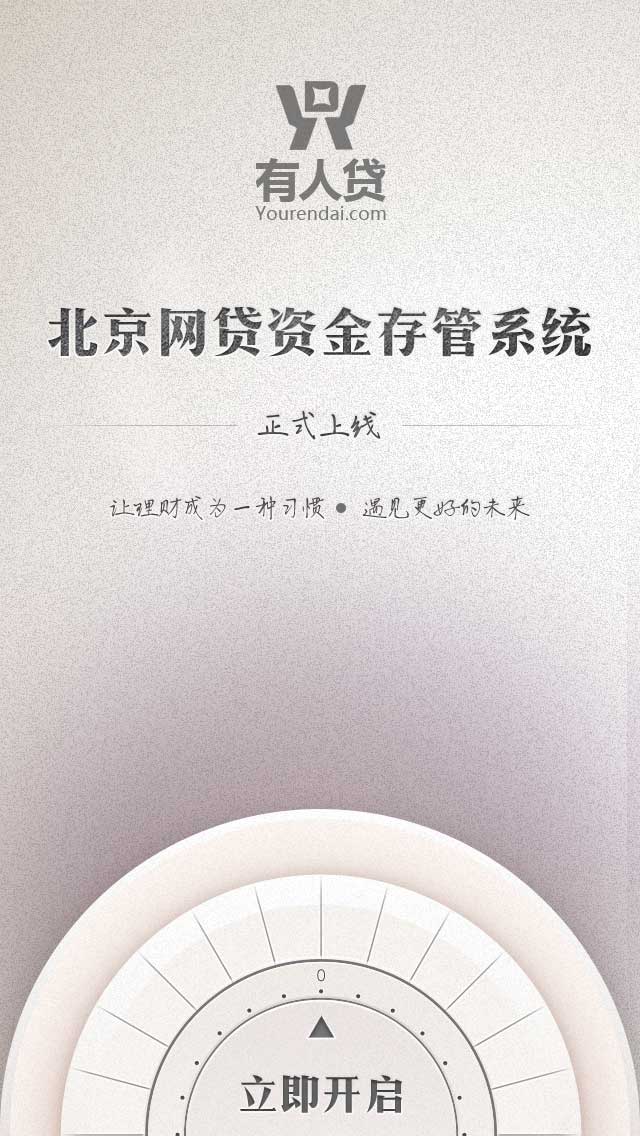 有人贷
Yourendai.com
北京网贷资金存管系统
正式上线
让理财成为一种习惯 ● 遇见更好的未来
0
立即开启